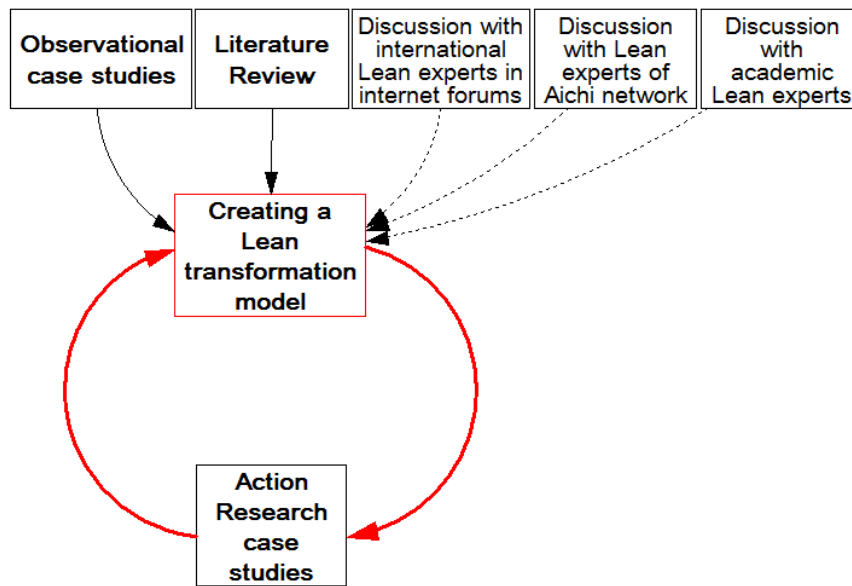 Observational
case studies
Literature
Review
Discussion with
international
Lean experts in
internet forums
Discussion
with Lean
experts of
Aichi network
Discussion
with
academic
Lean experts
Creating a
Lean
transformation
model
Action
Research
case
studies